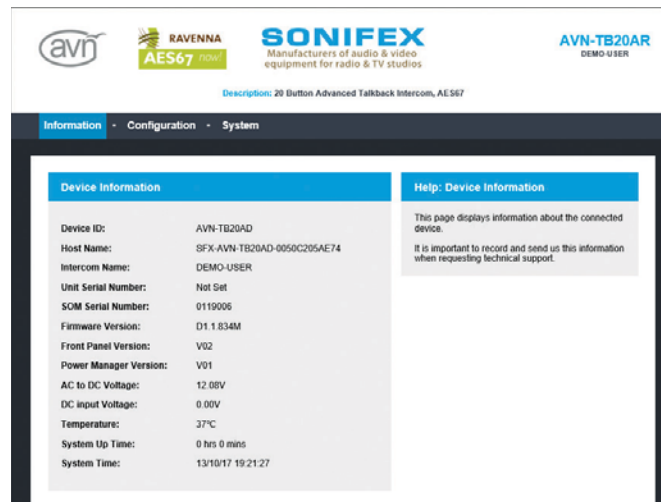 avn
RAVENNA
AES67 now!
SONIFEX
Manufacturers of audio & video
equipment for radio & TV studios
AVN-TB20AR
DEMO-USER
Description: 20 Button Advanced Talkback Intercom, AES67
Information - Configuration - System
Device Information
Device ID: AVN-TB20AD
Host Name: SFX-AVN-TB20AD-0050C205AE74
Intercom Name: DEMO-USER
Unit Serial Number: Not Set
SOM Serial Number: 0119006
Firmware Version: D1.1.834M
Front Panel Version: V02
Power Manager Version: V01
AC to DC Voltage: 12.08V
DC input Voltage: 0.00V
Temperature: 37°C
System Up Time: 0 hrs 0 mins
System Time: 13/10/17 19:21:27
Help: Device Information
This page displays information about the connected
device.
It is important to record and send us this information
when requesting technical support.